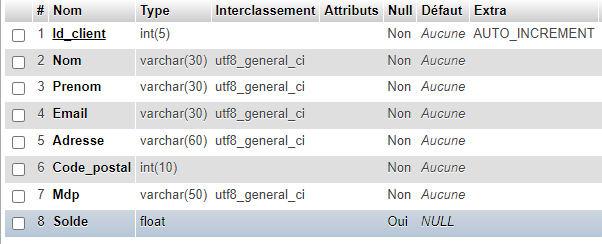 # Nom Type Interclassement Attributs Null Défaut Extra
1 Id_client int(5) Non Aucune AUTO_INCREMENT
2 Nom varchar(30) utf8_general_ci Non Aucune
3 Prenom varchar(30) utf8_general_ci Non Aucune
4 Email varchar(30) utf8_general_ci Non Aucune
5 Adresse varchar(60) utf8_general_ci Non Aucune
6 Code_postal int(10) Non Aucune
7 Mdp varchar(50) utf8_general_ci Non Aucune
8 Solde float Oui NULL